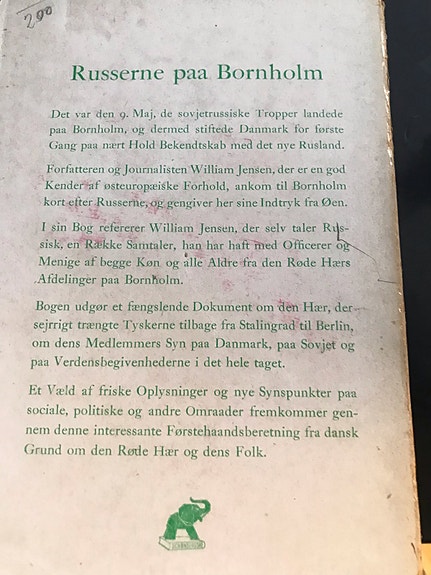 200
Russerne paa Bornholm
Det var den 9. Maj, de sovjetrussiske Tropper landede
paa Bornholm, og dermed stiftede Danmark for første
Gang paa nært Hold Bekendtskab med det nye Rusland.
Forfatteren og Journalisten William Jensen, der er en god
Kender af østeuropæiske Forhold, ankom til Bornholm
kort efter Russerne, og gengiver her sine Indtryk fra Øen.
I sin Bog refererer William Jensen, der selv taler Rus-
sisk, en Række Samtaler, han har haft med Officerer og
Menige af begge Køn og alle Aldre fra den Røde Hærs
Afdelinger paa Bornholm.
Bogen udgør et fængslende Dokument om den Hær, der
sejrrigt trængte Tyskerne tilbage fra Stalingrad til Berlin,
om dens Medlemmers Syn paa Danmark, paa Sovjet og
paa Verdensbegivenhederne i det hele taget.
Et Væld af friske Oplysninger og nye Synspunkter paa
sociale, politiske og andre Omraader fremkommer gen-
nem denne interessante Førstehaandsberetning fra dansk
Grund om den Røde Hær og dens Folk.